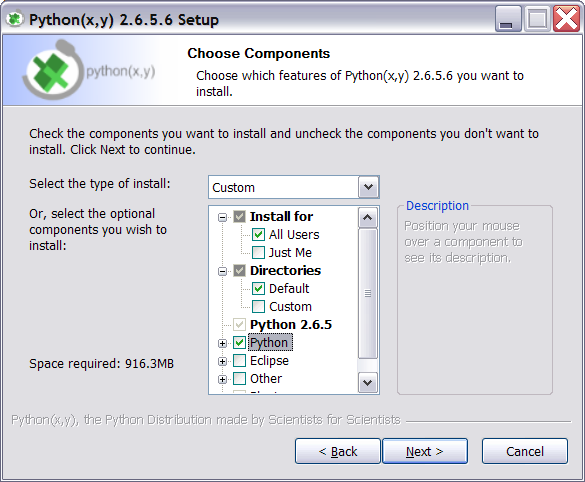 Python(x,y) 2.6.5.6 Setup
python(x,y)
Choose Components
Choose which features of Python(x,y) 2.6.5.6 you want to
install.
Check the components you want to install and uncheck the components you don't want to
install. Click Next to continue.
Select the type of install:
Custom
Or, select the optional
components you wish to
install:
Install for
All Users
Just Me
Directories
Default
Custom
Python 2.6.5
Python
Eclipse
Other
Description
Position your mouse
over a component to
see its description.
Space required: 916.3MB
Python(x,y), the Python Distribution made by Scientists for Scientists
< Back
Next >
Cancel